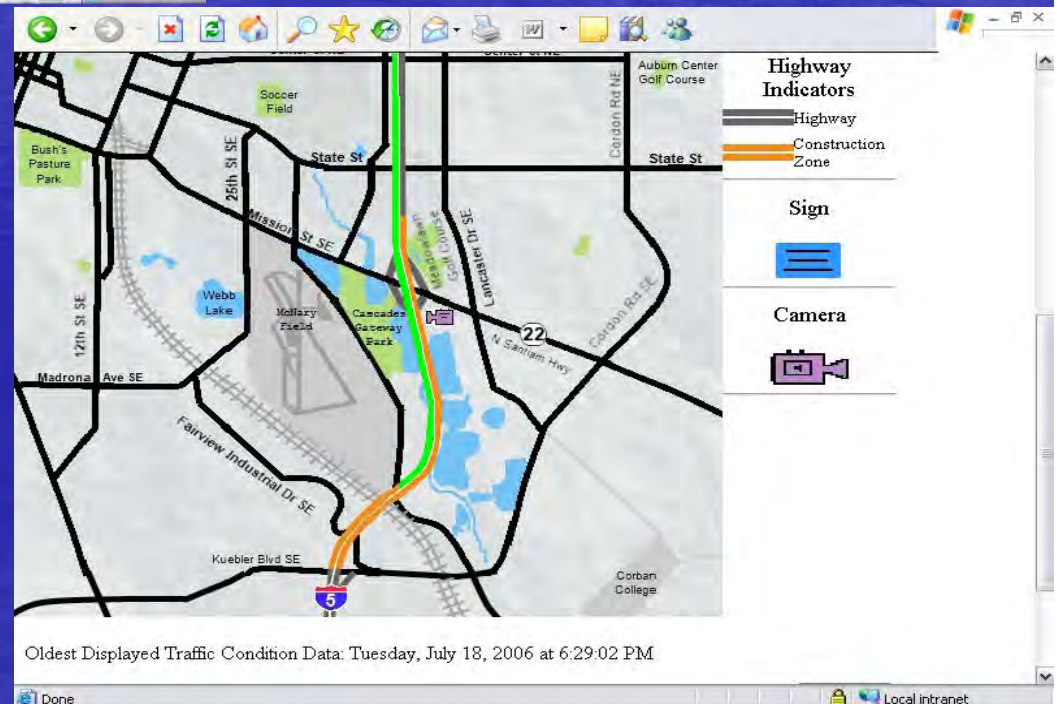 Auburn Center
Golf Course
Highway
Indicators
Highway
Construction
Zone
Sign
Camera
Soccer
Field
Cordon Rd NE
Bush's
Pasture
Park
25th St SE
State St
State St
Mission St SE
Meadowlawn
Golf Course
Lancaster Dr SE
Cordon Rd SE
Webb
Lake
McNary
Field
Cascades
Gateway
Park
12th St SE
22
N Santiam Hwy
Madrona Ave SE
Fairview Industrial Dr SE
Kuebler Blvd SE
5
Corban
College
Oldest Displayed Traffic Condition Data: Tuesday, July 18, 2006 at 6:29:02 PM
Done
Local intranet